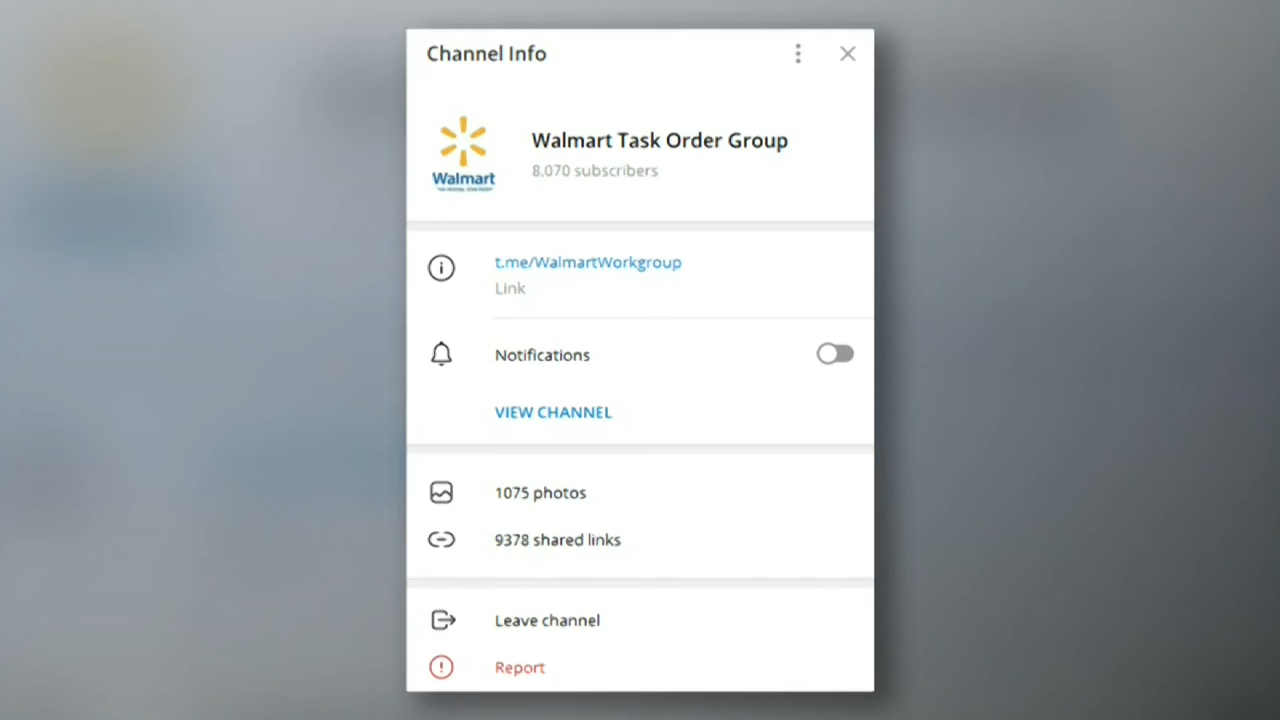 Channel Info
Walmart Task Order Group
8,070 subscribers
Walmart
t.me/WalmartWorkgroup
Link
Notifications
VIEW CHANNEL
1075 photos
9378 shared links
Leave channel
Report